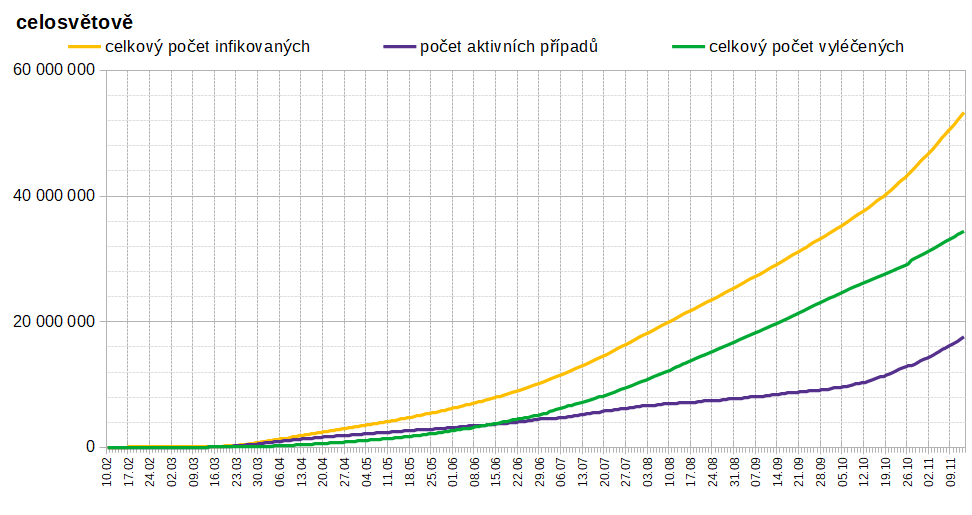 celosvětově
celkový počet infikovaných počet aktivních případů celkový počet vyléčených
60 000 000
40 000 000
20 000 000
0
10.02 17.02 24.02 02.03 09.03 16.03 23.03 30.03 06.04 13.04 20.04 27.04 04.05 11.05 18.05 25.05 01.06 08.06 15.06 22.06 29.06 06.07 13.07 20.07 27.07 03.08 10.08 17.08 24.08 31.08 07.09 14.09 21.09 28.09 05.10 12.10 19.10 26.10 02.11 09.11